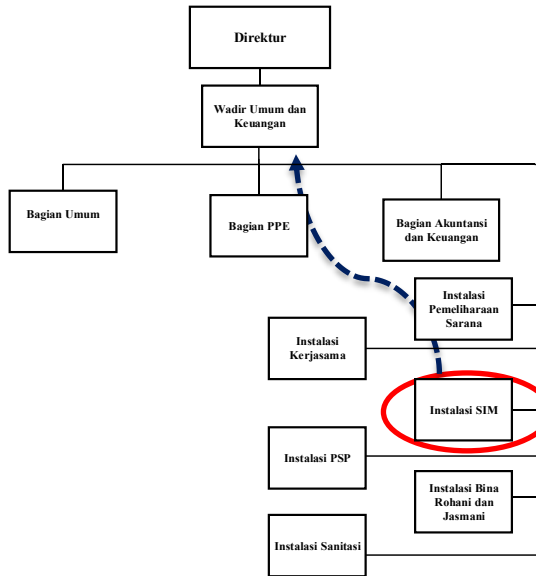 Direktur
Wadir Umum dan
Keuangan
Bagian Umum
Bagian PPE
Bagian Akuntansi
dan Keuangan
Instalasi
Pemeliharaan
Sarana
Instalasi
Kerjasama
Instalasi SIM
Instalasi PSP
Instalasi Bina
Rohani dan
Jasmani
Instalasi Sanitasi